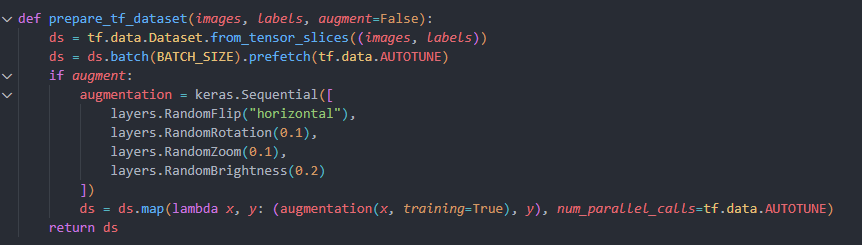 def prepare_tf_dataset(images, labels, augment=False):
    ds = tf.data.Dataset.from_tensor_slices((images, labels))
    ds = ds.batch(BATCH_SIZE).prefetch(tf.data.AUTOTUNE)
    if augment:
        augmentation = keras.Sequential([
            layers.RandomFlip("horizontal"),
            layers.RandomRotation(0.1),
            layers.RandomZoom(0.1),
            layers.RandomBrightness(0.2)
        ])
        ds = ds.map(lambda x, y: (augmentation(x, training=True), y), num_parallel_calls=tf.data.AUTOTUNE)
    return ds